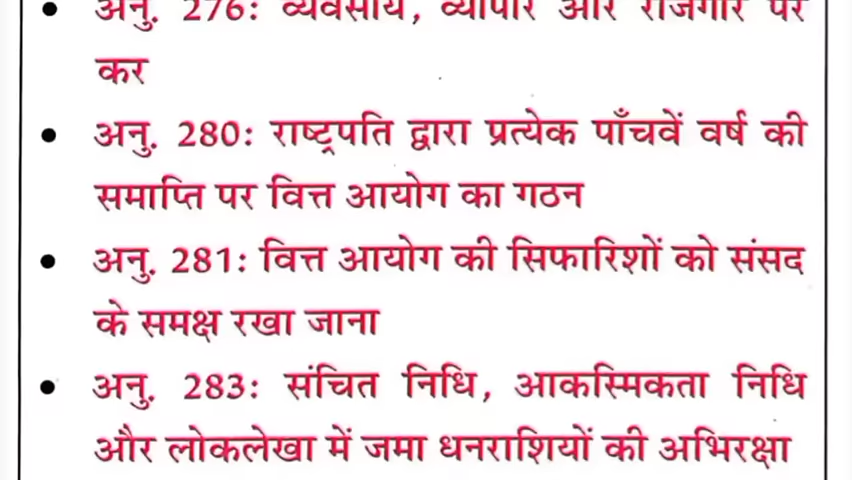 • अनु. 276: व्यवसाय, व्यापार और रोजगार पर
कर
• अनु. 280: राष्ट्रपति द्वारा प्रत्येक पाँचवें वर्ष की
समाप्ति पर वित्त आयोग का गठन
• अनु. 281: वित्त आयोग की सिफारिशों को संसद
के समक्ष रखा जाना
• अनु. 283: संचित निधि, आकस्मिकता निधि
और लोकलेखा में जमा धनराशियों की अभिरक्षा